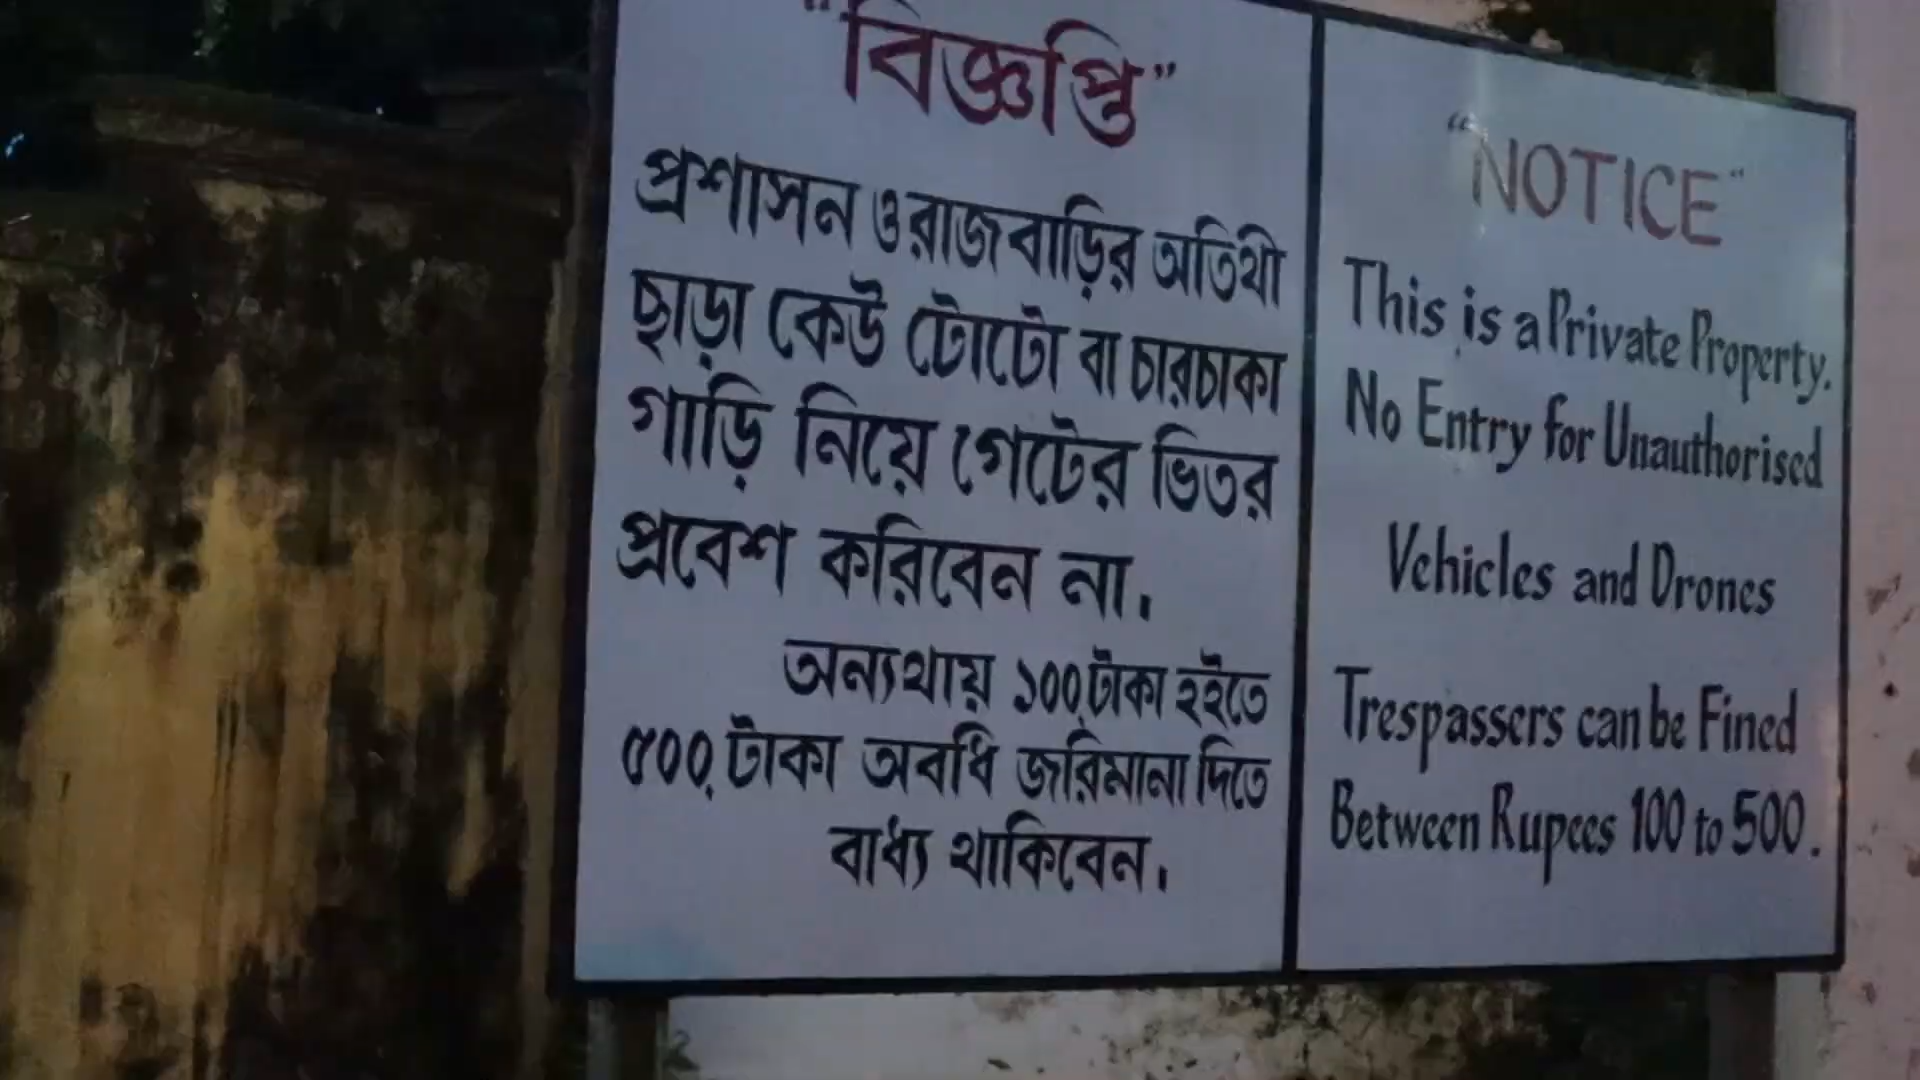 "বিজ্ঞপ্তি"
প্রশাসন ও রাজবাড়ির অতিথী
ছাড়া কেউ টোটো বা চারচাকা
গাড়ি নিয়ে গেটের ভিতর
প্রবেশ করিবেন না.
অন্যথায় ১০০ টাকা হইতে
৫০০ টাকা অবধি জরিমানা দিতে
বাধ্য থাকিবেন.
"NOTICE"
This is a Private Property.
No Entry for Unauthorised
Vehicles and Drones
Trespassers can be Fined
Between Rupees 100 to 500.